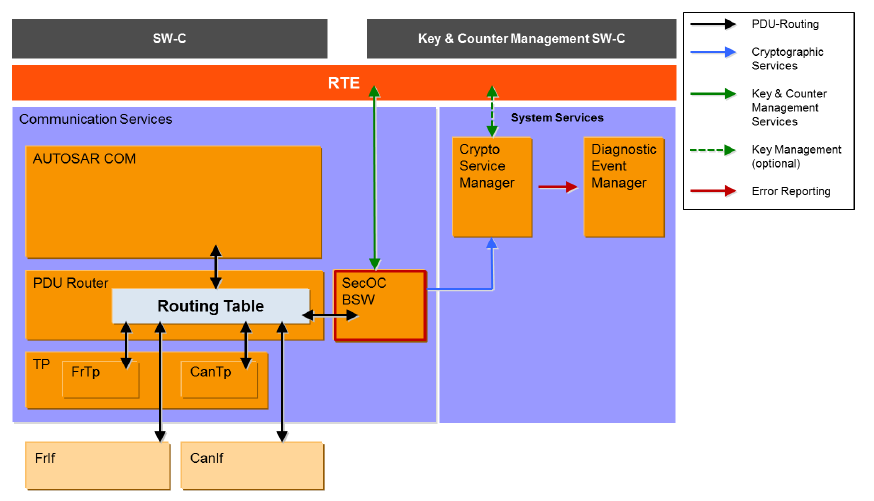 SW-C
Key & Counter Management SW-C
RTE
Communication Services
System Services
AUTOSAR COM
Crypto
Service
Manager
Diagnostic
Event
Manager
PDU Router
Routing Table
SecOC
BSW
TP
FrTp
CanTp
FrIf
CanIf
PDU-Routing
Cryptographic
Services
Key & Counter
Management
Services
Key Management
(optional)
Error Reporting